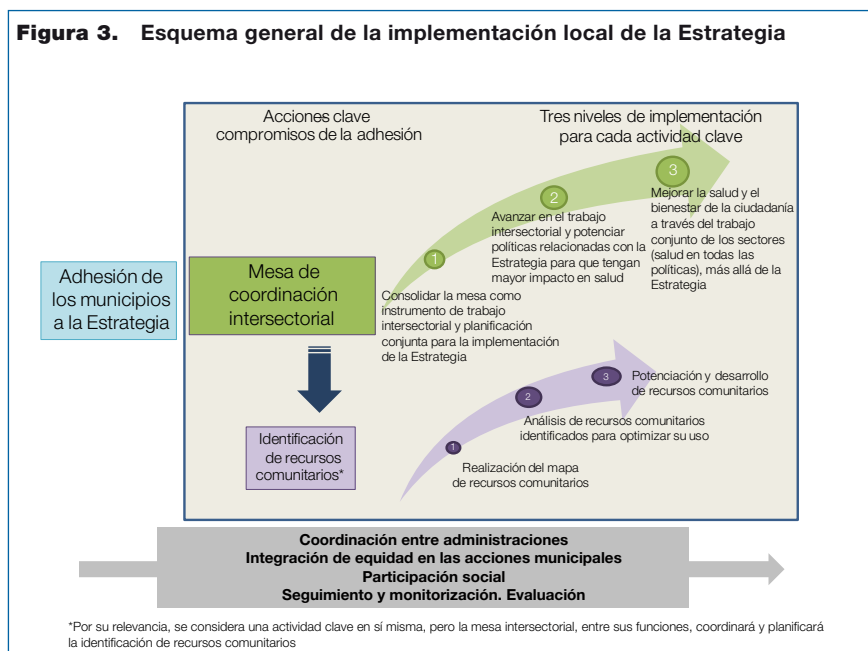 Figura 3. Esquema general de la implementación local de la Estrategia
Acciones clave
compromisos de la adhesión
Tres niveles de implementación
para cada actividad clave
Adhesión de
los municipios
a la Estrategia
Mesa de
coordinación
intersectorial
1
Consolidar la mesa como
instrumento de trabajo
intersectorial y planificación
conjunta para la implementación
de la Estrategia
2
Avanzar en el trabajo
intersectorial y potenciar
políticas relacionadas con la
Estrategia para que tengan
mayor impacto en salud
3
Mejorar la salud y el
bienestar de la ciudadanía
a través del trabajo
conjunto de los sectores
(salud en todas las
políticas), más allá de la
Estrategia
Identificación
de recursos
comunitarios*
1
Realización del mapa
de recursos comunitarios
2
Análisis de recursos comunitarios
identificados para optimizar su uso
3
Potenciación y desarrollo
de recursos comunitarios
Coordinación entre administraciones
Integración de equidad en las acciones municipales
Participación social
Seguimiento y monitorización. Evaluación
*Por su relevancia, se considera una actividad clave en sí misma, pero la mesa intersectorial, entre sus funciones, coordinará y planificará
la identificación de recursos comunitarios